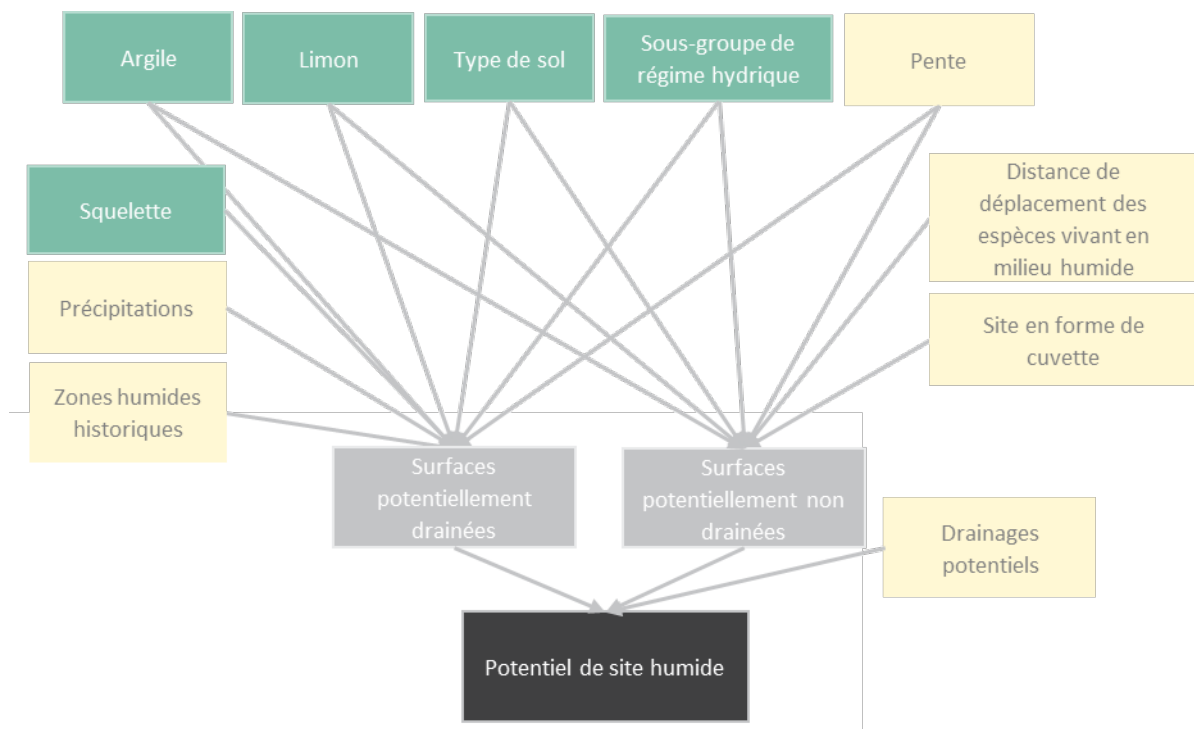 Argile
Limon
Type de sol
Sous-groupe de
régime hydrique
Pente
Squelette
Distance de
déplacement des
espèces vivant en
milieu humide
Précipitations
Site en forme de
cuvette
Zones humides
historiques
Surfaces
potentiellement
drainées
Surfaces
potentiellement non
drainées
Drainages
potentiels
Potentiel de site humide